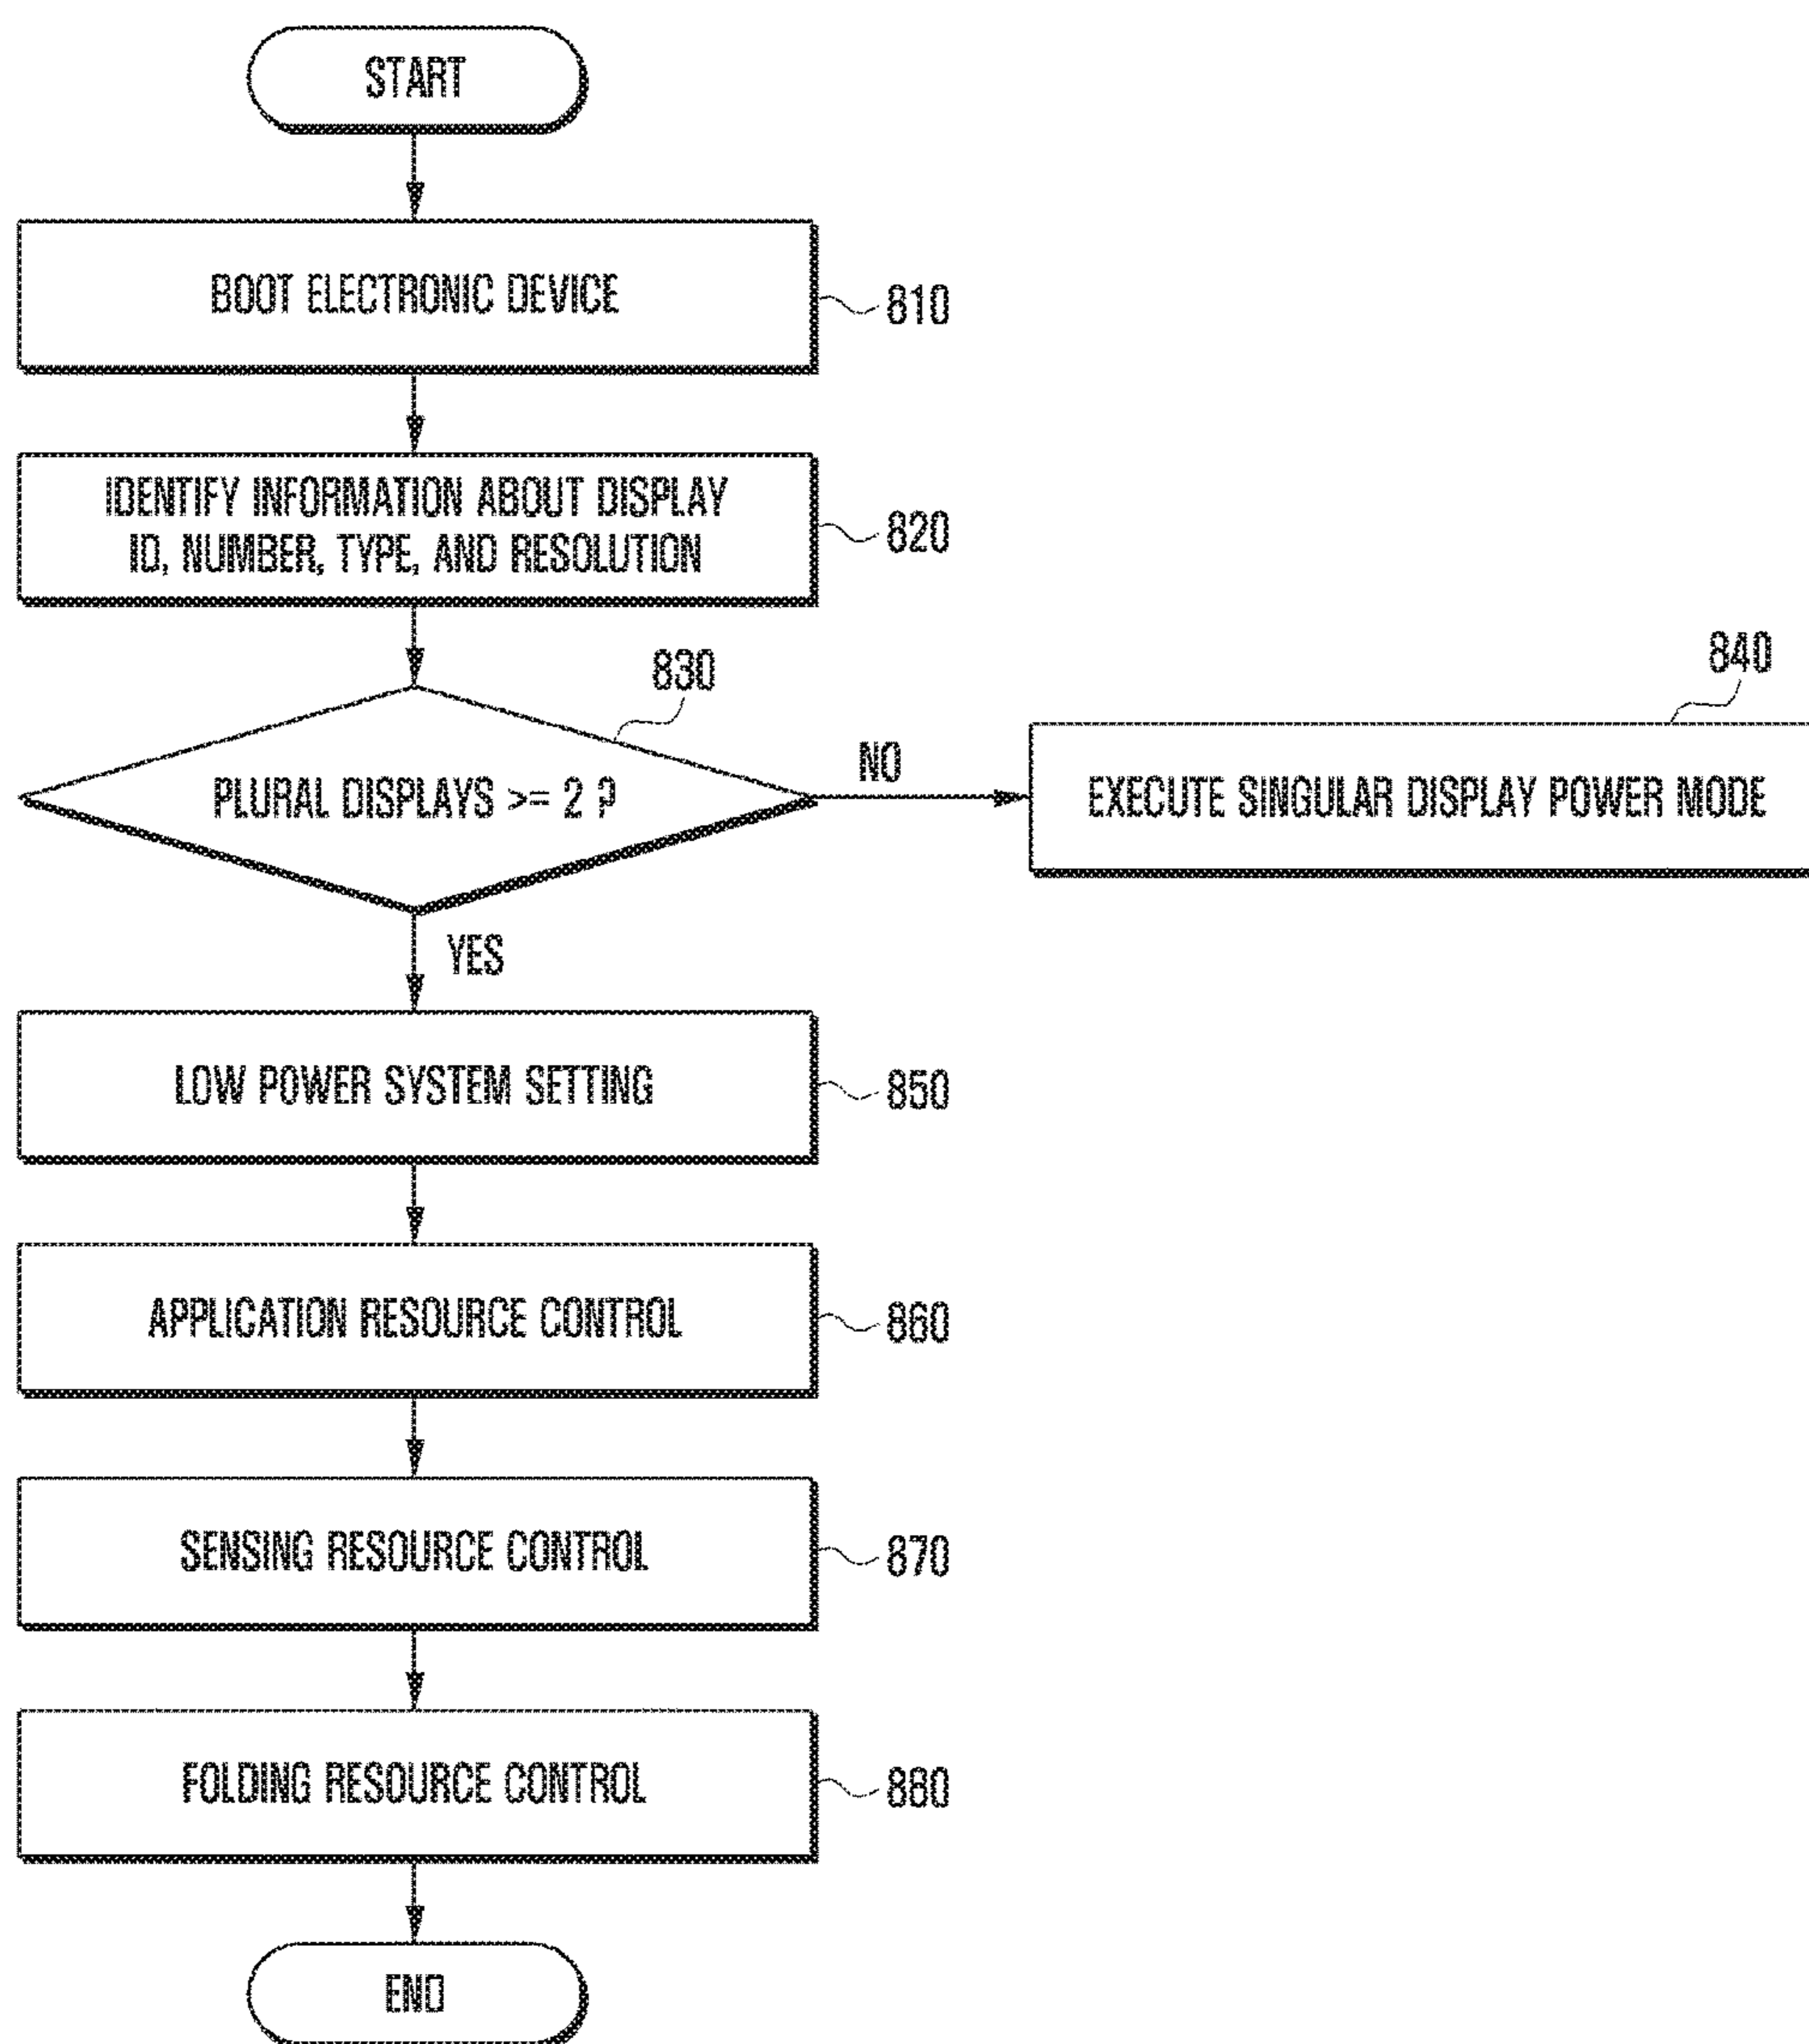 START
BOOT ELECTRONIC DEVICE
810
IDENTIFY INFORMATION ABOUT DISPLAY
ID, NUMBER, TYPE, AND RESOLUTION
820
830
PLURAL DISPLAYS >= 2 ?
NO
840
EXECUTE SINGULAR DISPLAY POWER MODE
YES
LOW POWER SYSTEM SETTING
850
APPLICATION RESOURCE CONTROL
860
SENSING RESOURCE CONTROL
870
FOLDING RESOURCE CONTROL
880
END